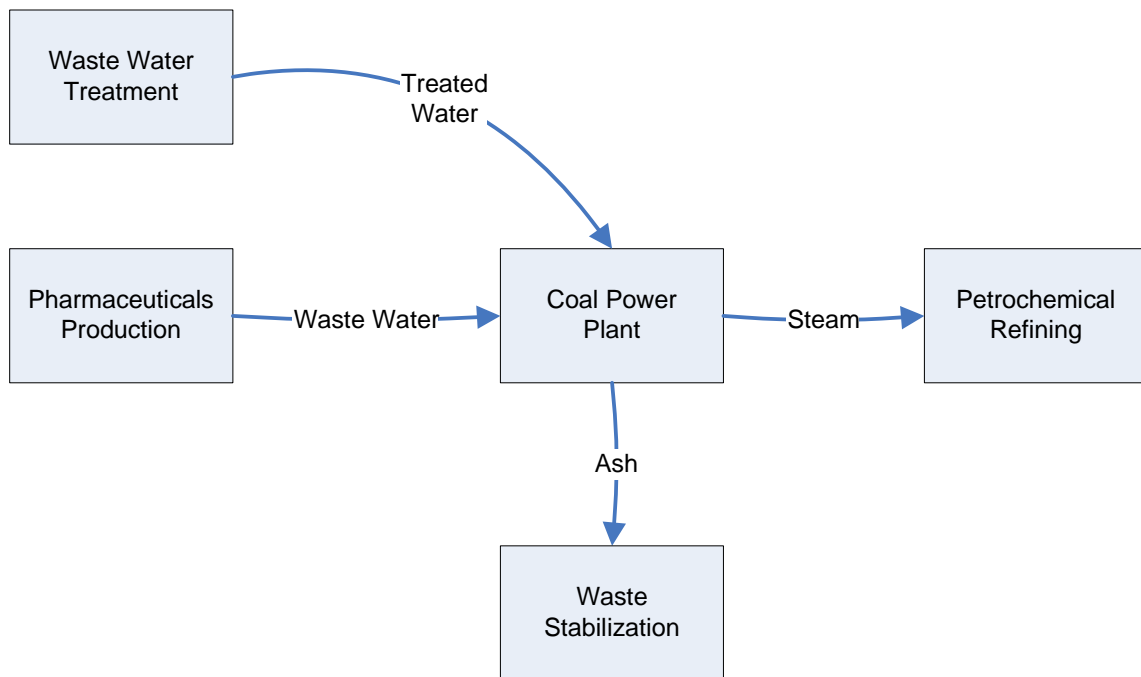 Waste Water
Treatment
Treated
Water
Pharmaceuticals
Production
Waste Water
Coal Power
Plant
Steam
Petrochemical
Refining
Ash
Waste
Stabilization